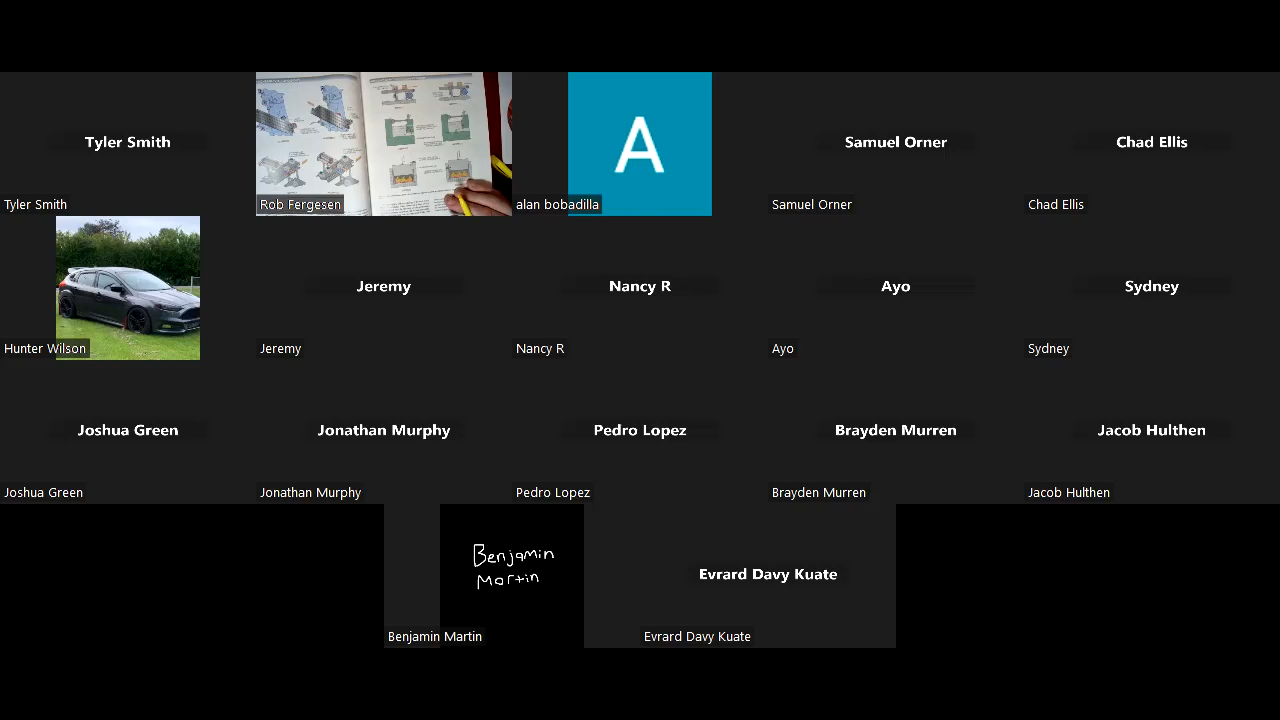 Tyler Smith
Tyler Smith
Rob Fergesen
A
alan bobadilla
Samuel Orner
Samuel Orner
Chad Ellis
Chad Ellis
Hunter Wilson
Jeremy
Jeremy
Nancy R
Nancy R
Ayo
Ayo
Sydney
Sydney
Joshua Green
Joshua Green
Jonathan Murphy
Jonathan Murphy
Pedro Lopez
Pedro Lopez
Brayden Murren
Brayden Murren
Jacob Hulthen
Jacob Hulthen
Benjamin
Martin
Benjamin Martin
Evrard Davy Kuate
Evrard Davy Kuate